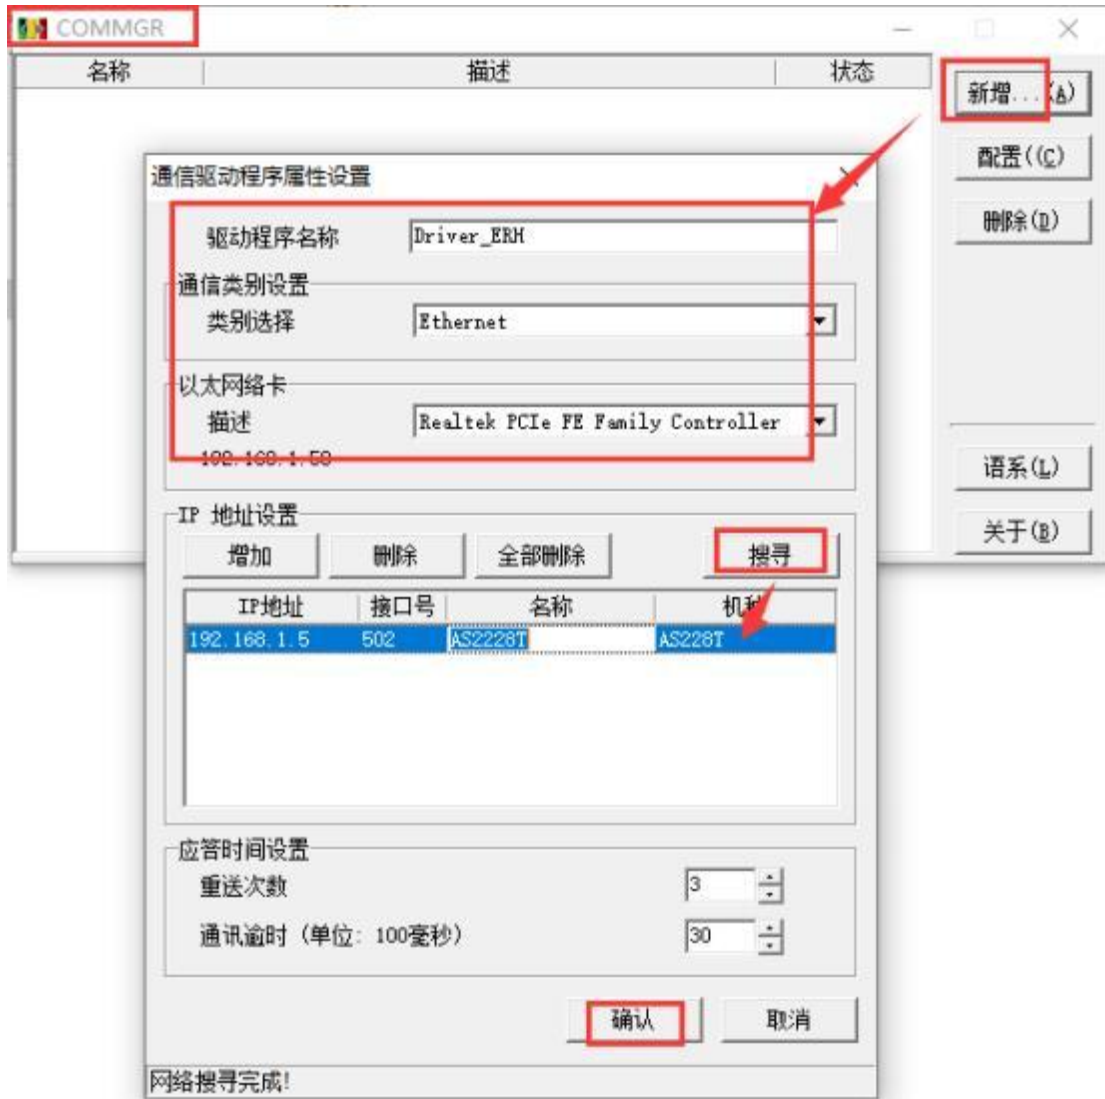 COMMGR
名称 描述 状态
新增...(A)
配置((C)
删除(D)
语系(L)
关于(B)
通信驱动程序属性设置
驱动程序名称 Driver_ERH
通信类别设置
类别选择 Ethernet
以太网络卡
描述 Realtek PCIe FE Family Controller
192.168.1.50
IP 地址设置
增加 删除 全部删除 搜寻
IP地址 接口号 名称 机种
192.168.1.5 502 AS2228T AS228T
应答时间设置
重送次数 3
通讯逾时（单位：100毫秒） 30
确认 取消
网络搜寻完成!